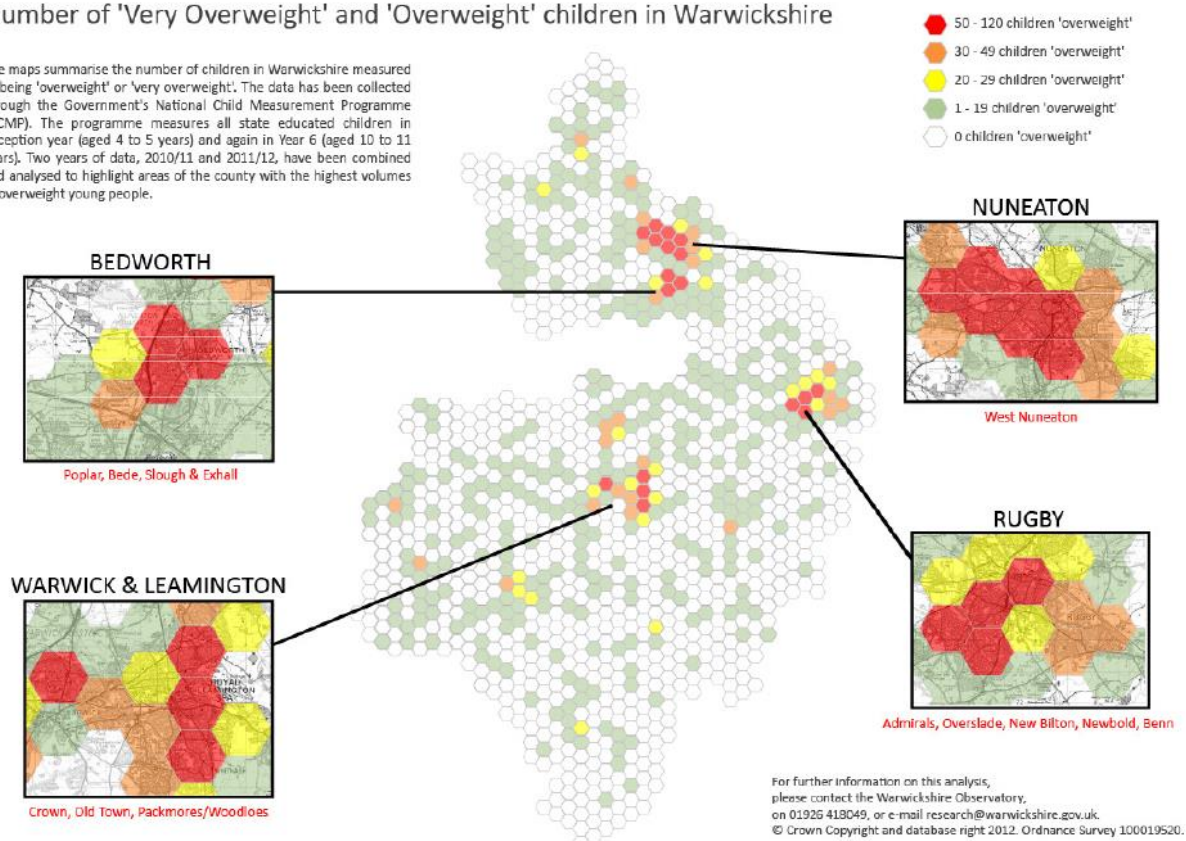 umber of 'Very Overweight' and 'Overweight' children in Warwickshire
e maps summarise the number of children in Warwickshire measured
being 'overweight' or 'very overweight'. The data has been collected
ough the Government's National Child Measurement Programme
CMP). The programme measures all state educated children in
ception year (aged 4 to 5 years) and again in Year 6 (aged 10 to 11
ars). Two years of data, 2010/11 and 2011/12, have been combined
d analysed to highlight areas of the county with the highest volumes
overweight young people.
50 - 120 children 'overweight'
30 - 49 children 'overweight'
20 - 29 children 'overweight'
1 - 19 children 'overweight'
0 children 'overweight'
NUNEATON
NUNEATON
West Nuneaton
BEDWORTH
BEDWORTH
Poplar, Bede, Slough & Exhall
RUGBY
RUGBY
Admirals, Overslade, New Bilton, Newbold, Benn
WARWICK & LEAMINGTON
ROYAL
LEAMINGTON
SPA
Crown, Old Town, Packmores/Woodloes
For further information on this analysis,
please contact the Warwickshire Observatory,
on 01926 418049, or e-mail research@warwickshire.gov.uk.
© Crown Copyright and database right 2012. Ordnance Survey 100019520.